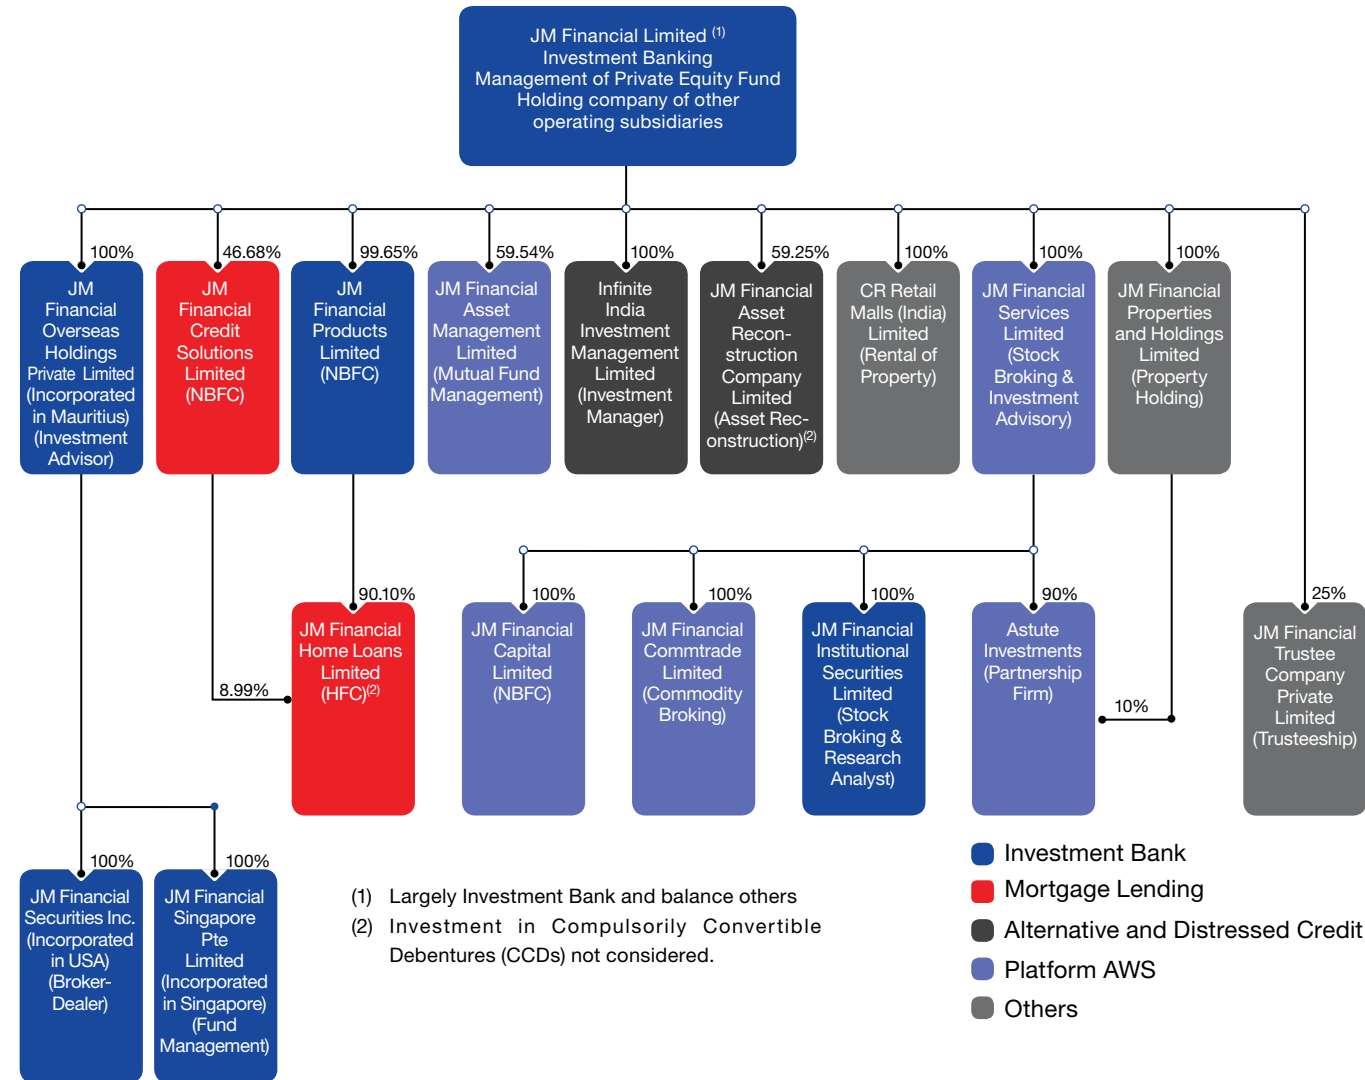 JM Financial Limited (1)
Investment Banking
Management of Private Equity Fund
Holding company of other
operating subsidiaries
100%
JM
Financial
Overseas
Holdings
Private Limited
(Incorporated
in Mauritius)
(Investment
Advisor)
46.68%
JM
Financial
Credit
Solutions
Limited
(NBFC)
99.65%
JM
Financial
Products
Limited
(NBFC)
59.54%
JM Financial
Asset
Management
Limited
(Mutual Fund
Management)
100%
Infinite
India
Investment
Management
Limited
(Investment
Manager)
59.25%
JM Financial
Asset
Recon-
struction
Company
Limited
(Asset Rec-
onstruction)(2)
100%
CR Retail
Malls (India)
Limited
(Rental of
Property)
100%
JM Financial
Services
Limited
(Stock
Broking &
Investment
Advisory)
100%
JM Financial
Properties
and Holdings
Limited
(Property
Holding)
90.10%
JM Financial
Home Loans
Limited
(HFC)(2)
8.99%
100%
JM Financial
Capital
Limited
(NBFC)
100%
JM Financial
Commtrade
Limited
(Commodity
Broking)
100%
JM Financial
Institutional
Securities
Limited
(Stock
Broking &
Research
Analyst)
90%
Astute
Investments
(Partnership
Firm)
10%
25%
JM Financial
Trustee
Company
Private
Limited
(Trusteeship)
100%
JM Financial
Securities Inc.
(Incorporated
in USA)
(Broker-
Dealer)
100%
JM Financial
Singapore
Pte
Limited
(Incorporated
in Singapore)
(Fund
Management)
(1) Largely Investment Bank and balance others
(2) Investment in Compulsorily Convertible
Debentures (CCDs) not considered.
Investment Bank
Mortgage Lending
Alternative and Distressed Credit
Platform AWS
Others